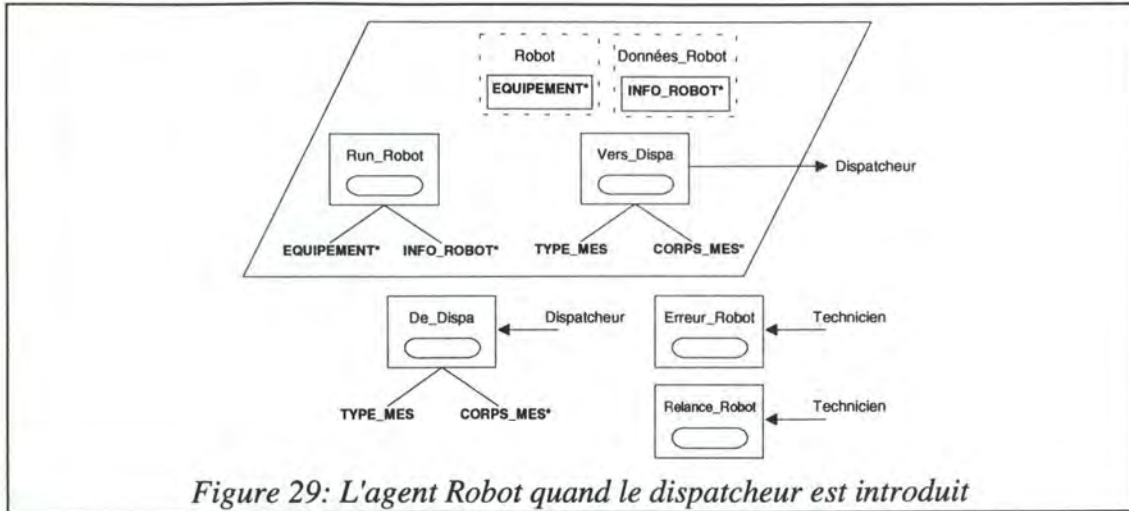 Robot
Données_Robot
EQUIPEMENT*
INFO_ROBOT*
Run_Robot
Vers_Dispa
Dispatcheur
EQUIPEMENT*
INFO_ROBOT*
TYPE_MES
CORPS_MES*
De_Dispa
Dispatcheur
Erreur_Robot
Technicien
TYPE_MES
CORPS_MES*
Relance_Robot
Technicien
Figure 29: L'agent Robot quand le dispatcheur est introduit